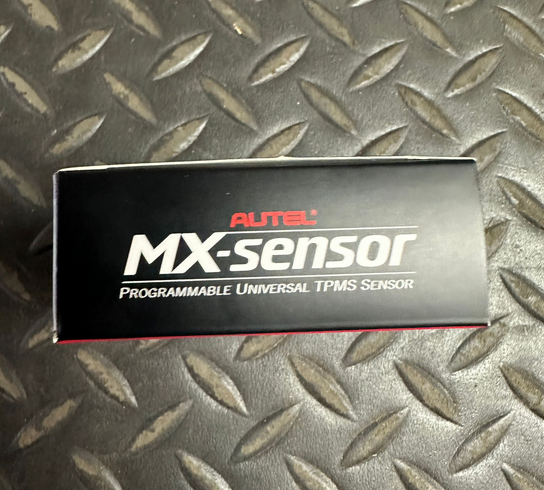 AUTEL
MX-sensor
PROGRAMMABLE UNIVERSAL TPMS SENSOR